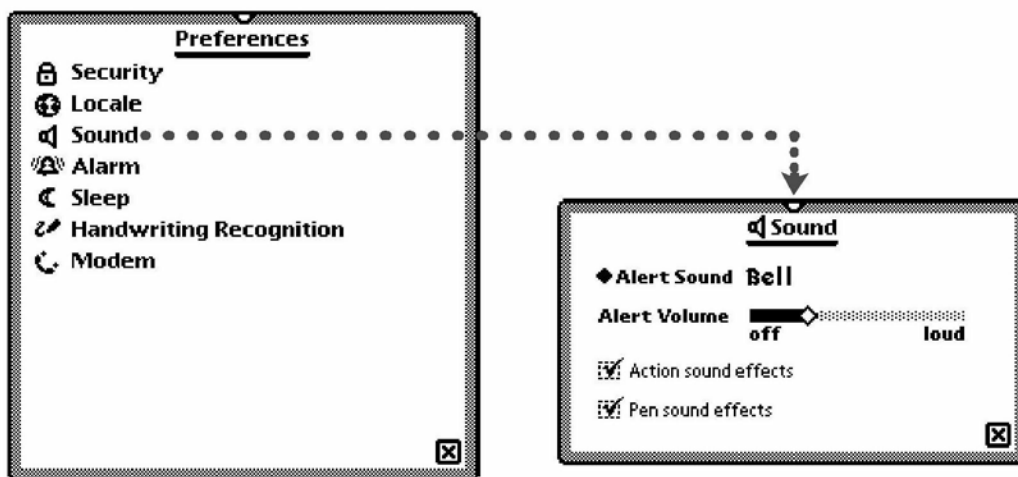 Preferences
Security
Locale
Sound
Alarm
Sleep
Handwriting Recognition
Modem
Sound
Alert Sound Bell
Alert Volume
off loud
Action sound effects
Pen sound effects